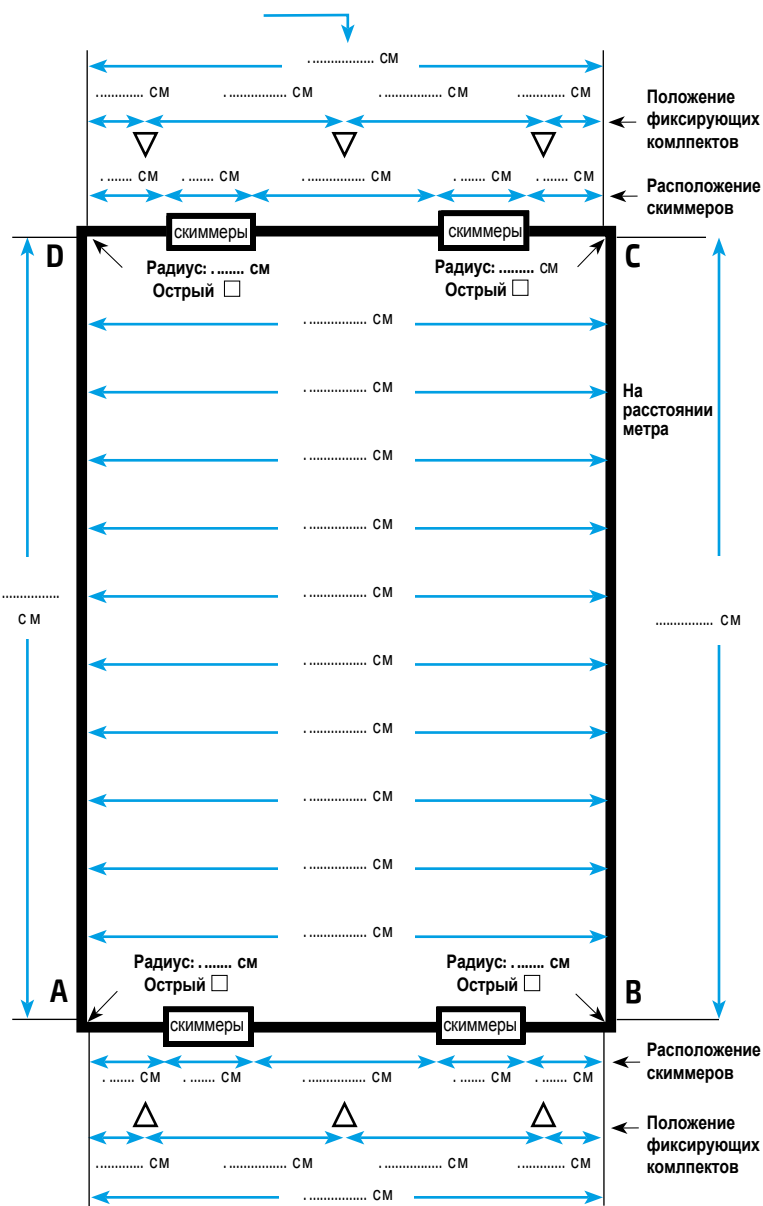 . ................ см
............. см . ............. см . ............. см ............. см
Положение
фиксирующих
комлпектов
. ....... см . ....... см . ................ см . ....... см . ....... см
Расположение
скиммеров
скиммеры скиммеры
D C
Радиус: . ....... см Радиус: ......... см
Острый □ Острый □
. ............... см
. ............... см
На
расстоянии
метра
. ............... см
. ............... см
. ............... см
................
см
................ см
. ............... см
. ............... см
. ............... см
. ............... см
. ............... см
Радиус: . ....... см Радиус: . ....... см
Острый □ Острый □
A B
скиммеры скиммеры
Расположение
скиммеров
. ....... см . ....... см . ................ см . ....... см . ....... см
Положение
фиксирующих
комлпектов
............. см . ............. см . ............. см ............. см
. ................ см